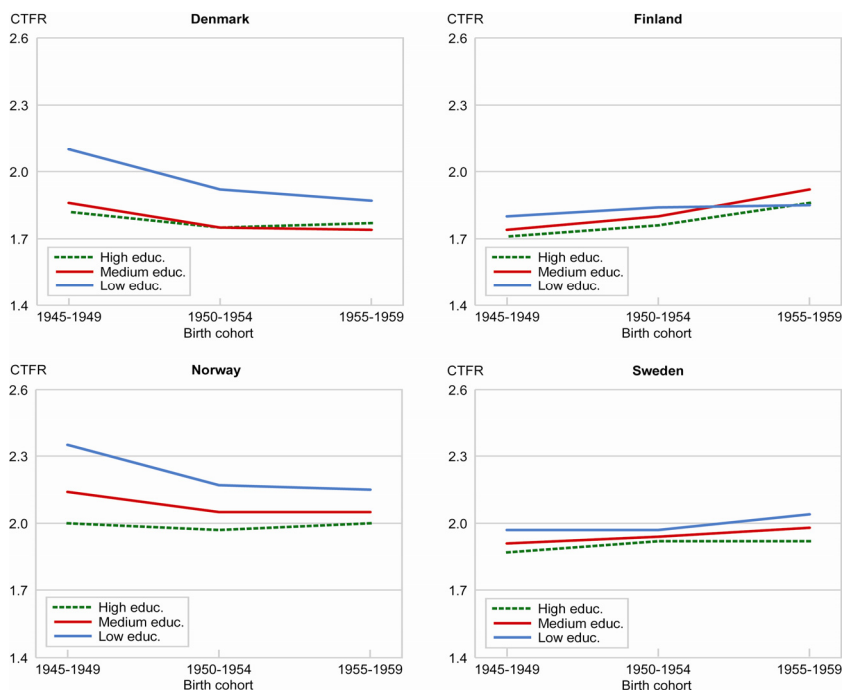 CTFR Denmark
2.6
2.3
2.0
1.7
1.4
High educ.
Medium educ.
Low educ.
1945-1949 1950-1954 1955-1959
Birth cohort
CTFR Finland
2.6
2.3
2.0
1.7
1.4
High educ.
Medium educ.
Low educ.
1945-1949 1950-1954 1955-1959
Birth cohort
CTFR Norway
2.6
2.3
2.0
1.7
1.4
High educ.
Medium educ.
Low educ.
1945-1949 1950-1954 1955-1959
Birth cohort
CTFR Sweden
2.6
2.3
2.0
1.7
1.4
High educ.
Medium educ.
Low educ.
1945-1949 1950-1954 1955-1959
Birth cohort